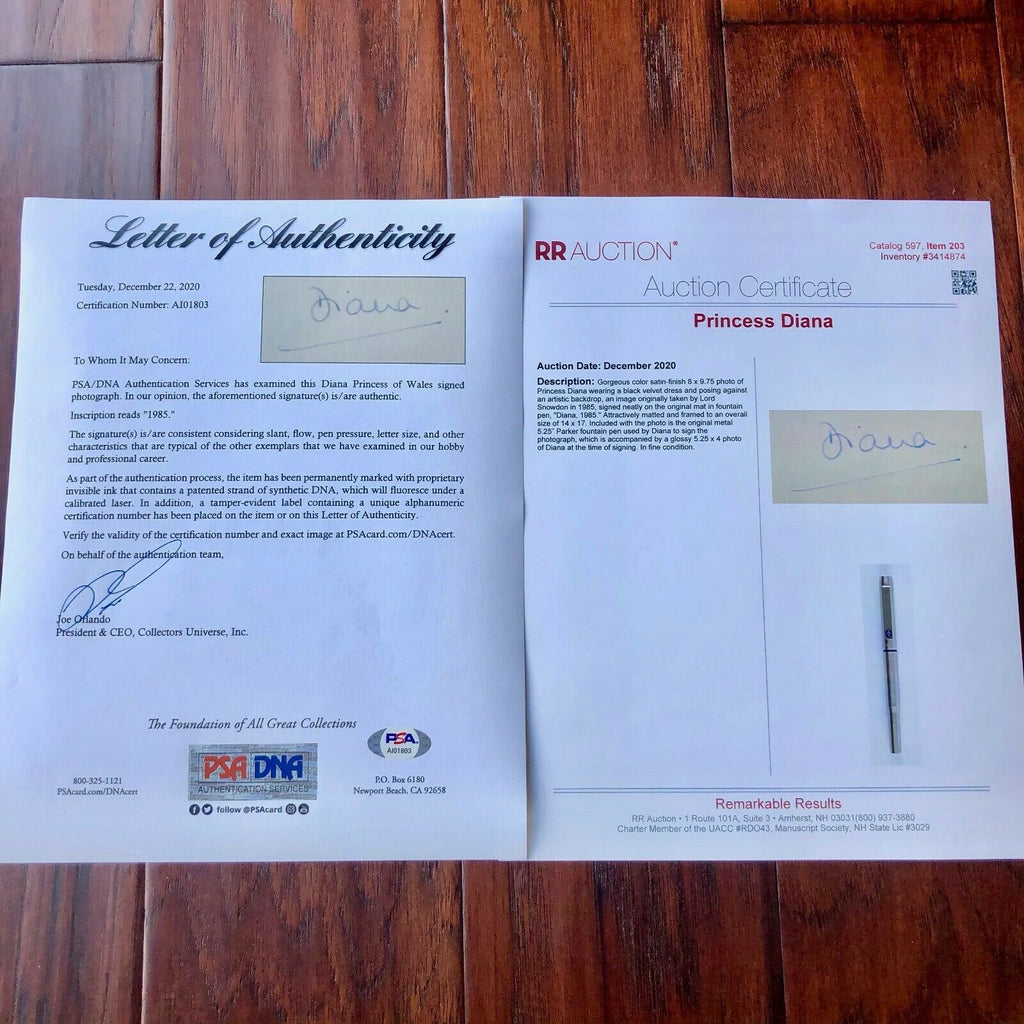 Letter of Authenticity
Tuesday, December 22, 2020
Certification Number: AI01803
Diana
To Whom It May Concern:
PSA/DNA Authentication Services has examined this Diana Princess of Wales signed
photograph. In our opinion, the aforementioned signature(s) is/are authentic.
Inscription reads "1985."
The signature(s) is/are consistent considering slant, flow, pen pressure, letter size, and other
characteristics that are typical of the other exemplars that we have examined in our hobby
and professional career.
As part of the authentication process, the item has been permanently marked with proprietary
invisible ink that contains a patented strand of synthetic DNA, which will fluoresce under a
calibrated laser. In addition, a tamper-evident label containing a unique alphanumeric
certification number has been placed on the item or on this Letter of Authenticity.
Verify the validity of the certification number and exact image at PSAcard.com/DNAcert.
On behalf of the authentication team,
Joe Orlando
President & CEO, Collectors Universe, Inc.
The Foundation of All Great Collections
800-325-1121
PSAcard.com/DNAcert
PSA DNA
AUTHENTICATION SERVICES
follow @PSAcard
PSA
AI01803
P.O. Box 6180
Newport Beach, CA 92658
RR AUCTION®
Catalog 597, Item 203
Inventory #3414874
Auction Certificate
Princess Diana
Auction Date: December 2020
Description: Gorgeous color satin-finish 8 x 9.75 photo of
Princess Diana wearing a black velvet dress and posing against
an artistic backdrop, an image originally taken by Lord
Snowdon in 1985, signed neatly on the original mat in fountain
pen, "Diana, 1985." Attractively matted and framed to an overall
size of 14 x 17. Included with the photo is the original metal
5.25" Parker fountain pen used by Diana to sign the
photograph, which is accompanied by a glossy 5.25 x 4 photo
of Diana at the time of signing. In fine condition.
Diana
Remarkable Results
RR Auction • 1 Route 101A, Suite 3 • Amherst, NH 03031(800) 937-3880
Charter Member of the UACC #RDO43, Manuscript Society, NH State Lic #3029